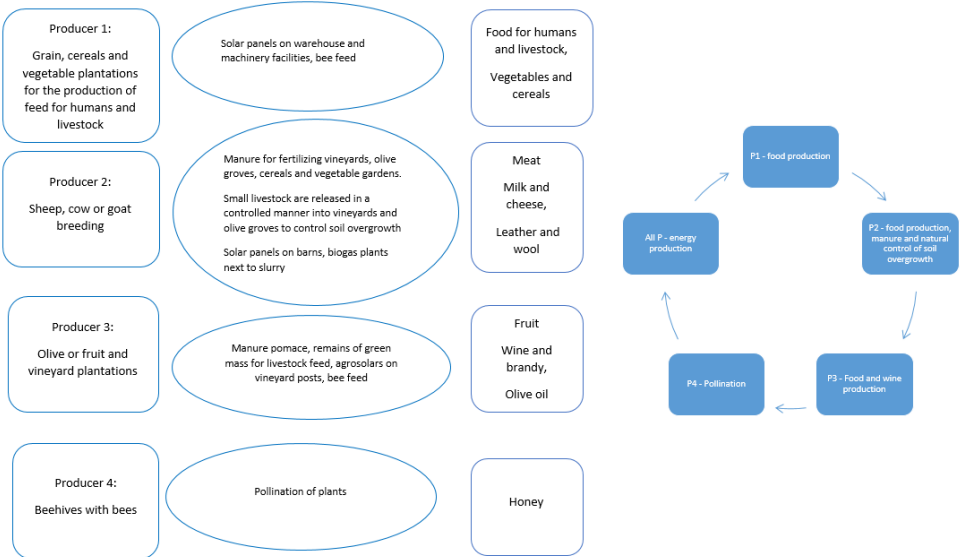 Producer 1:
Grain, cereals and
vegetable plantations
for the production of
feed for humans and
livestock
Solar panels on warehouse and
machinery facilities, bee feed
Food for humans
and livestock,
Vegetables and
cereals
Producer 2:
Sheep, cow or goat
breeding
Manure for fertilizing vineyards, olive
groves, cereals and vegetable gardens.
Small livestock are released in a
controlled manner into vineyards and
olive groves to control soil overgrowth
Solar panels on barns, biogas plants
next to slurry
Meat
Milk and
cheese,
Leather and
wool
Producer 3:
Olive or fruit and
vineyard plantations
Manure pomace, remains of green
mass for livestock feed, agrosolars on
vineyard posts, bee feed
Fruit
Wine and
brandy,
Olive oil
Producer 4:
Beehives with bees
Pollination of plants
Honey
P1 - food production
P2 - food production,
manure and natural
control of soil
overgrowth
P3 - Food and wine
production
P4 - Pollination
All P - energy
production